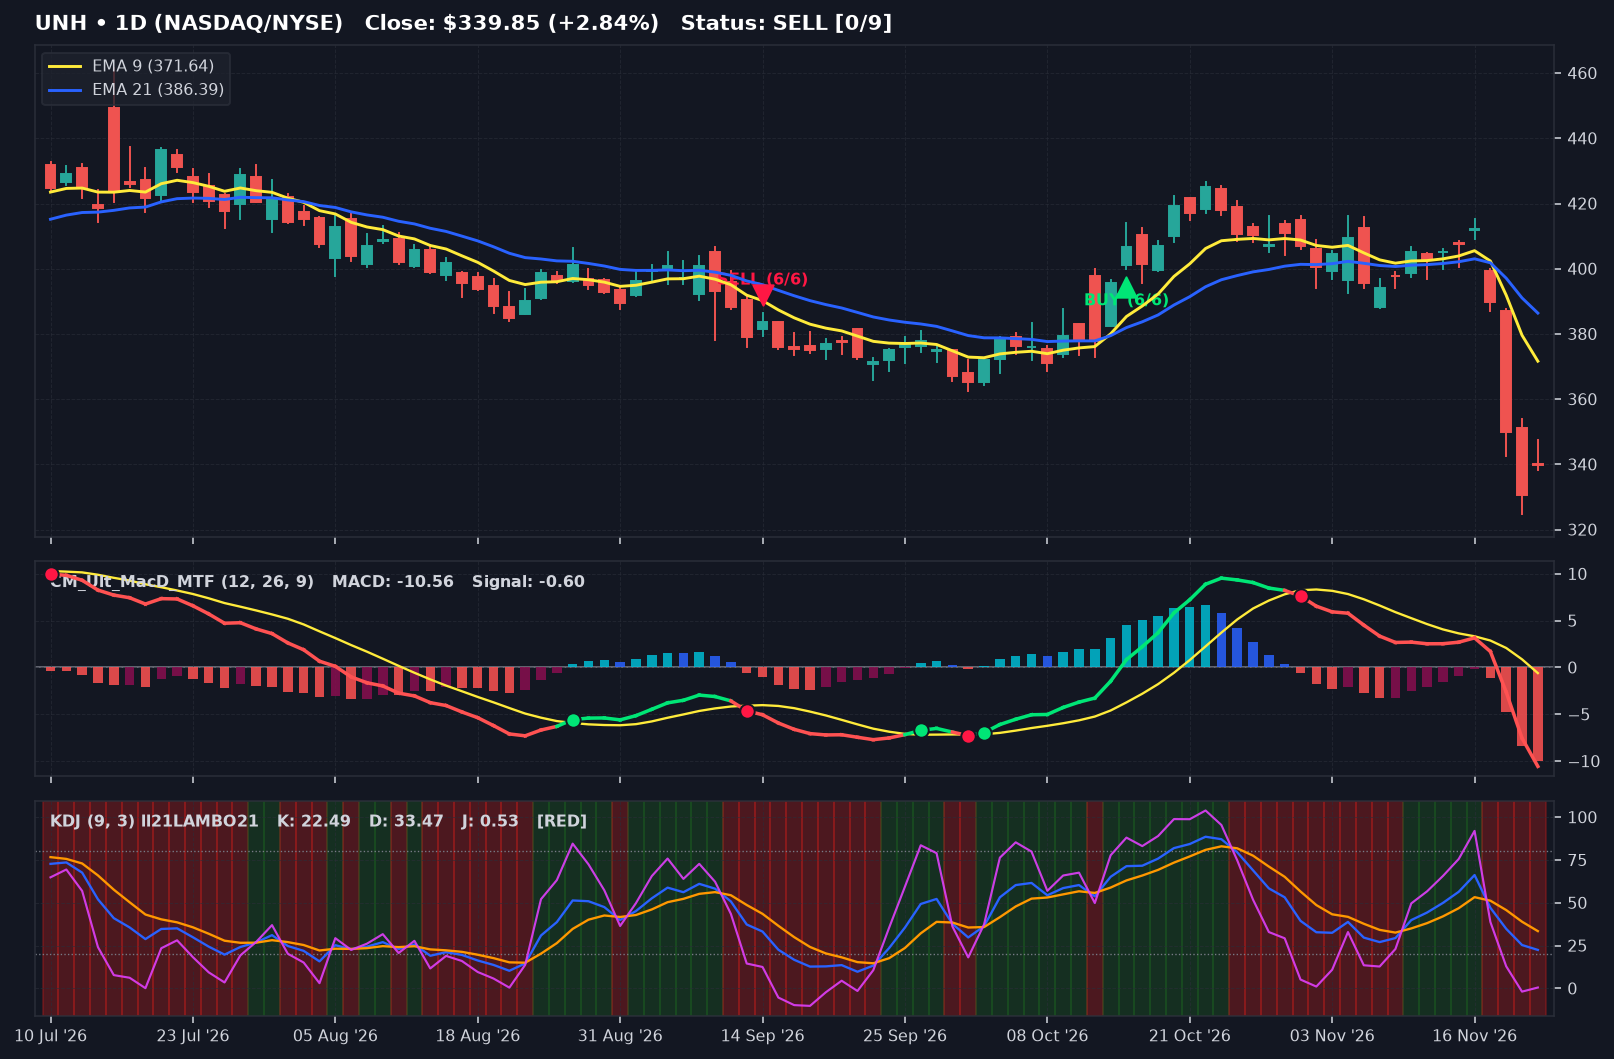 UNH • 1D (NASDAQ/NYSE) Close: $339.85 (+2.84%) Status: SELL [0/9]
EMA 9 (371.64)
EMA 21 (386.39)
460
440
420
400
380
360
340
320
SELL (6/6)
BUY (6/6)
CM_Ult_MacD_MTF (12, 26, 9) MACD: -10.56 Signal: -0.60
10
5
0
−5
−10
KDJ (9, 3) II21LAMBO21 K: 22.49 D: 33.47 J: 0.53 [RED]
100
75
50
25
0
10 Jul '26 23 Jul '26 05 Aug '26 18 Aug '26 31 Aug '26 14 Sep '26 25 Sep '26 08 Oct '26 21 Oct '26 03 Nov '26 16 Nov '26